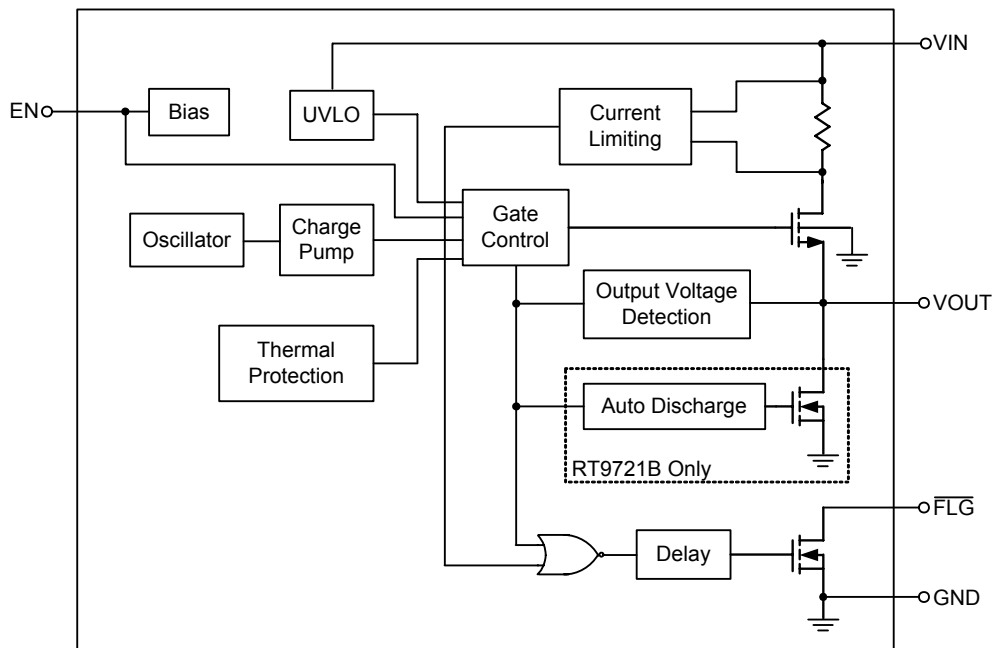 VIN
EN
Bias
UVLO
Current
Limiting
Gate
Control
Oscillator
Charge
Pump
Output Voltage
Detection
VOUT
Thermal
Protection
Auto Discharge
RT9721B Only
FLG
Delay
GND